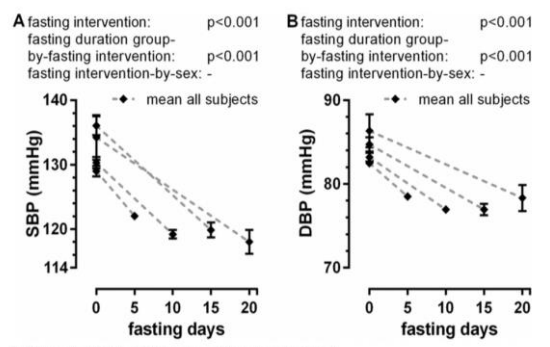 A fasting intervention: p<0.001
fasting duration group-
by-fasting intervention: p<0.001
fasting intervention-by-sex: -
mean all subjects
140
130
120
114
SBP (mmHg)
0 5 10 15 20
fasting days
B fasting intervention: p<0.001
fasting duration group-
by-fasting intervention: p<0.001
fasting intervention-by-sex: -
mean all subjects
90
80
70
DBP (mmHg)
0 5 10 15 20
fasting days